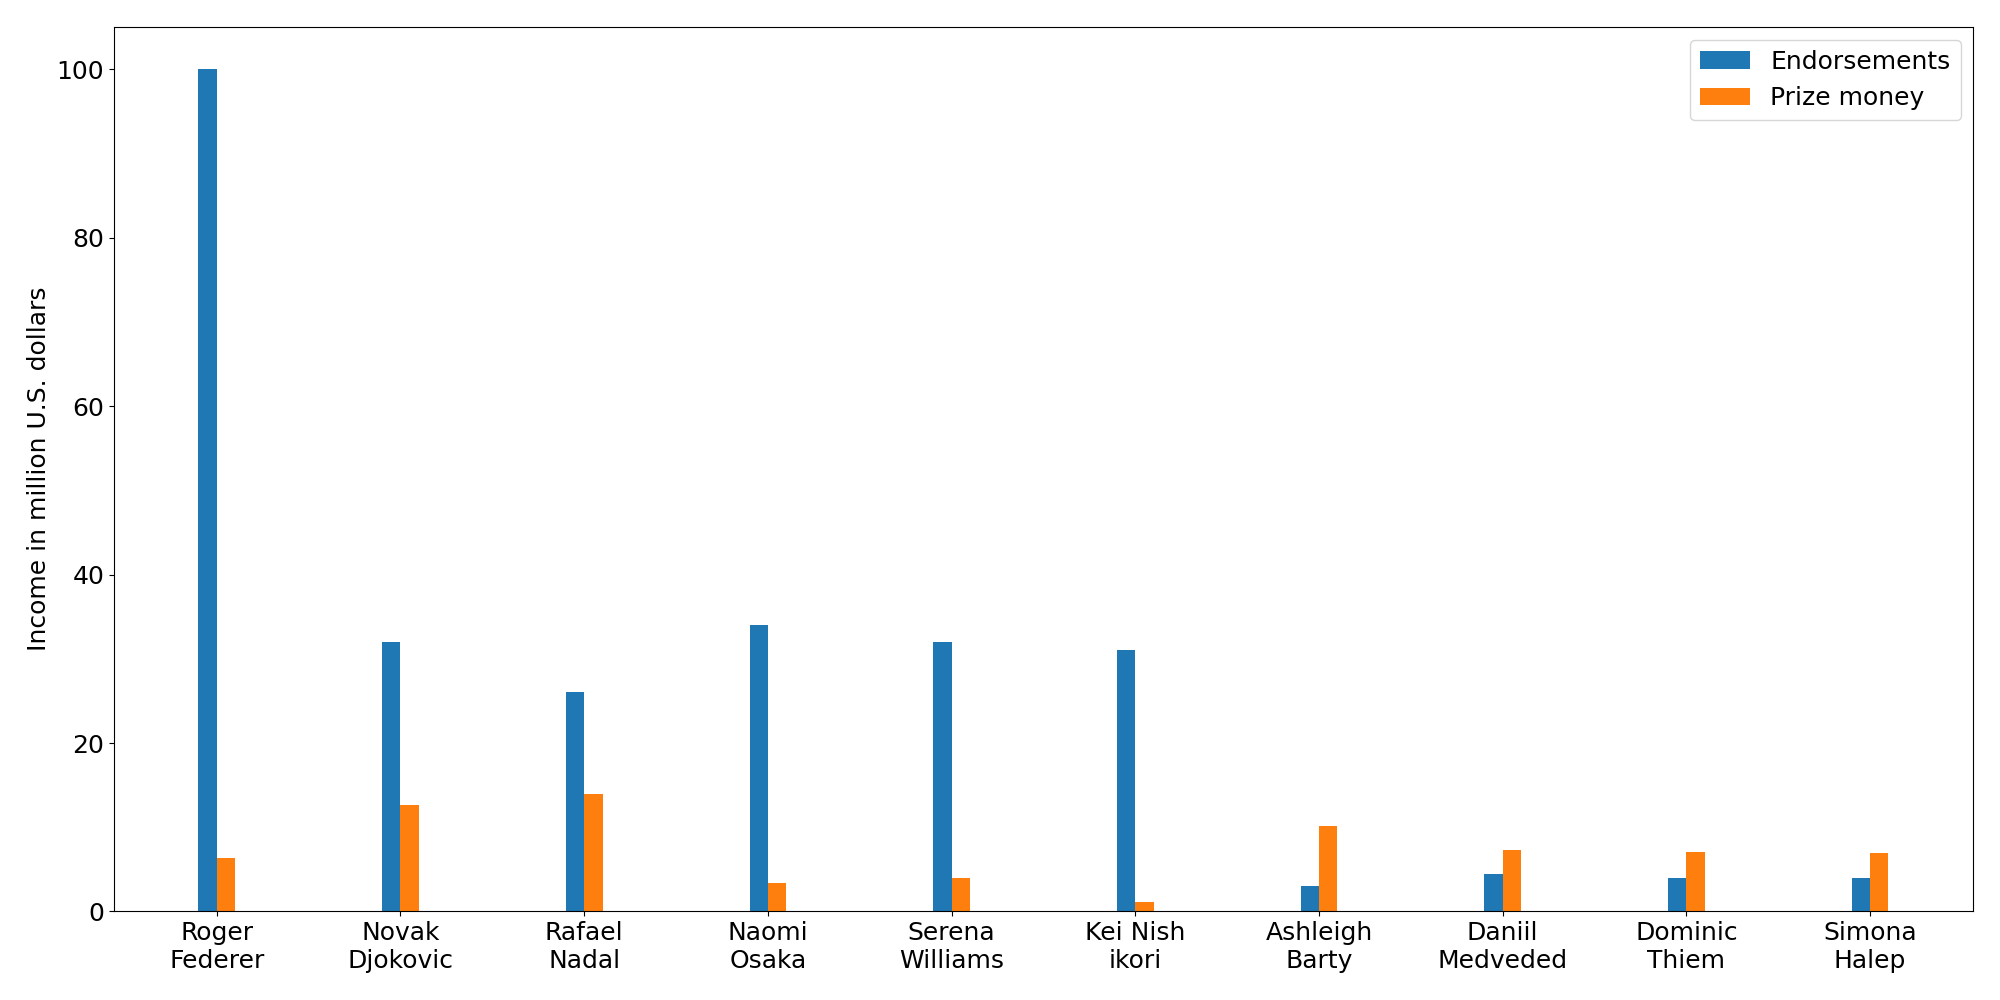 Endorsements
Prize money
Income in million U.S. dollars
100
80
60
40
20
0
Roger
Federer
Novak
Djokovic
Rafael
Nadal
Naomi
Osaka
Serena
Williams
Kei Nish
ikori
Ashleigh
Barty
Daniil
Medveded
Dominic
Thiem
Simona
Halep